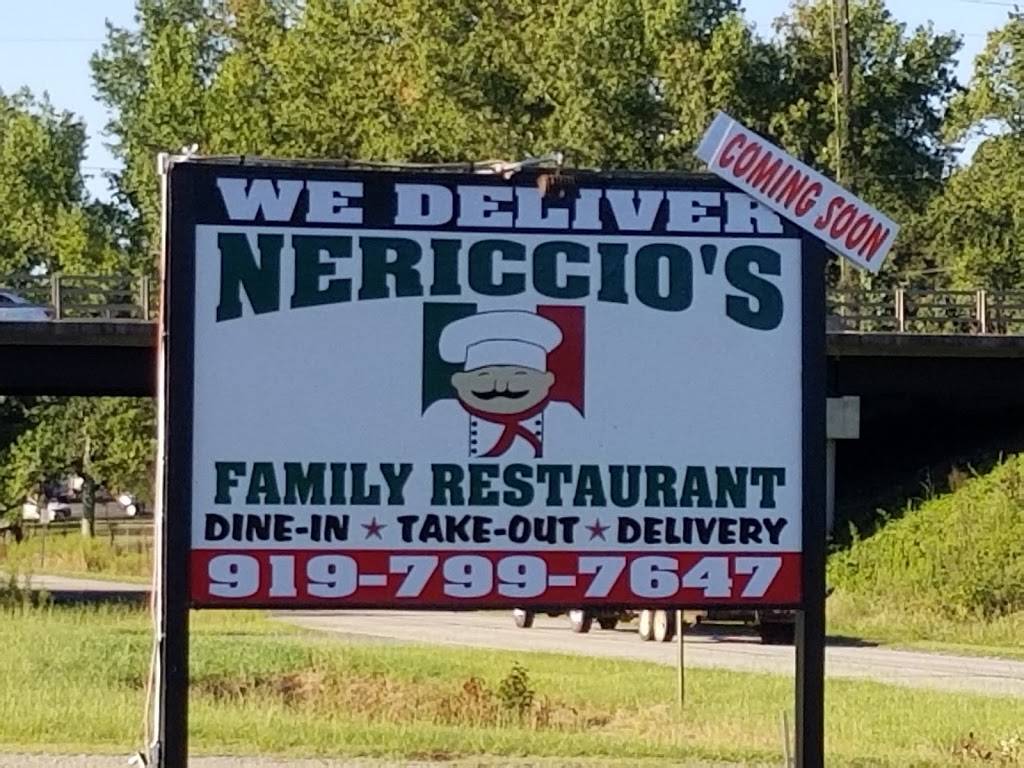 WE DELIVER
COMING SOON
NERICCIO'S
FAMILY RESTAURANT
DINE-IN ★ TAKE-OUT ★ DELIVERY
919-799-7647